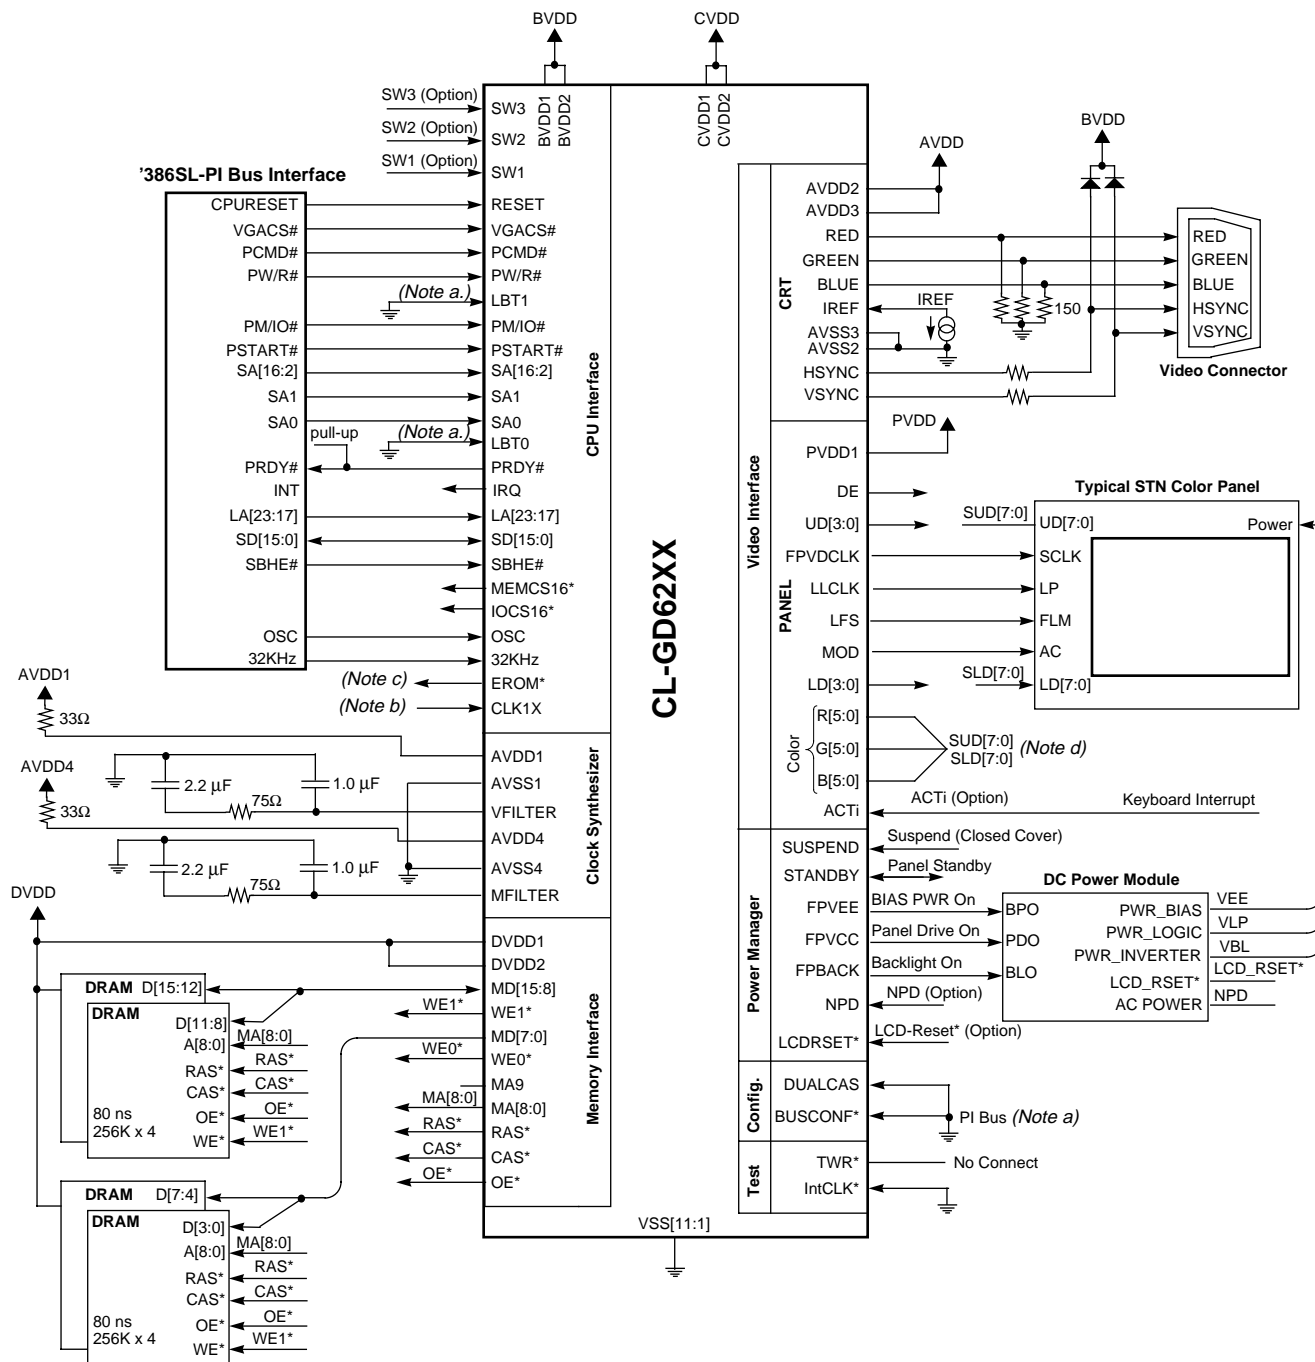 BVDD
CVDD
BVDD1
BVDD2
CVDD1
CVDD2
SW3 (Option)
SW3
SW2 (Option)
SW2
SW1 (Option)
SW1
'386SL-PI Bus Interface
CPURESET
VGACS#
PCMD#
PW/R#
PM/IO#
PSTART#
SA[16:2]
SA1
SA0
pull-up
PRDY#
INT
LA[23:17]
SD[15:0]
SBHE#
OSC
32KHz
(Note a.)
(Note a.)
(Note c)
(Note b)
RESET
VGACS#
PCMD#
PW/R#
LBT1
PM/IO#
PSTART#
SA[16:2]
SA1
SA0
LBT0
PRDY#
IRQ
LA[23:17]
SD[15:0]
SBHE#
MEMCS16*
IOCS16*
OSC
32KHz
EROM*
CLK1X
CPU Interface
AVDD1
33Ω
2.2 µF
1.0 µF
75Ω
AVDD4
33Ω
2.2 µF
1.0 µF
75Ω
AVDD1
AVSS1
VFILTER
AVDD4
AVSS4
MFILTER
Clock Synthesizer
DVDD
DVDD1
DVDD2
MD[15:8]
WE1*
WE1*
MD[7:0]
WE0*
WE0*
MA9
MA[8:0]
MA[8:0]
RAS*
RAS*
CAS*
CAS*
OE*
OE*
Memory Interface
DRAM D[15:12]
DRAM
D[11:8]
A[8:0]
MA[8:0]
RAS*
RAS*
CAS*
CAS*
OE*
OE*
WE*
WE1*
80 ns
256K x 4
DRAM D[7:4]
DRAM
D[3:0]
A[8:0]
MA[8:0]
RAS*
RAS*
CAS*
CAS*
OE*
OE*
WE*
WE1*
80 ns
256K x 4
CL-GD62XX
VSS[11:1]
Video Interface
CRT
AVDD
BVDD
AVDD2
AVDD3
RED
GREEN
BLUE
IREF
IREF
AVSS3
AVSS2
HSYNC
VSYNC
150
RED
GREEN
BLUE
HSYNC
VSYNC
Video Connector
PANEL
PVDD
PVDD1
DE
UD[3:0]
FPVDCLK
LLCLK
LFS
MOD
LD[3:0]
Color
R[5:0]
G[5:0]
B[5:0]
SUD[7:0]
SLD[7:0]
(Note d)
ACTi
ACTi (Option)
Keyboard Interrupt
Typical STN Color Panel
SUD[7:0]
UD[7:0]
Power
SCLK
LP
FLM
AC
SLD[7:0]
LD[7:0]
Power Manager
SUSPEND
Suspend (Closed Cover)
STANDBY
Panel Standby
FPVEE
BIAS PWR On
FPVCC
Panel Drive On
FPBACK
Backlight On
NPD
NPD (Option)
LCDRSET*
LCD-Reset* (Option)
DC Power Module
BPO
PDO
BLO
PWR_BIAS
PWR_LOGIC
PWR_INVERTER
LCD_RSET*
AC POWER
VEE
VLP
VBL
LCD_RSET*
NPD
Config.
DUALCAS
BUSCONF*
PI Bus (Note a)
Test
TWR*
No Connect
IntCLK*